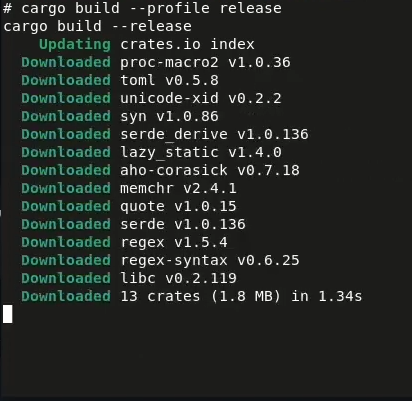 # cargo build --profile release
cargo build --release
Updating crates.io index
Downloaded proc-macro2 v1.0.36
Downloaded toml v0.5.8
Downloaded unicode-xid v0.2.2
Downloaded syn v1.0.86
Downloaded serde_derive v1.0.136
Downloaded lazy_static v1.4.0
Downloaded aho-corasick v0.7.18
Downloaded memchr v2.4.1
Downloaded quote v1.0.15
Downloaded serde v1.0.136
Downloaded regex v1.5.4
Downloaded regex-syntax v0.6.25
Downloaded libc v0.2.119
Downloaded 13 crates (1.8 MB) in 1.34s